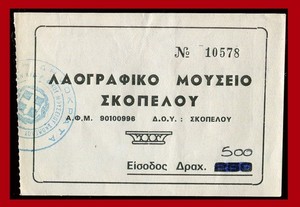 Nº 10578
ΛΑΟΓΡΑΦΙΚΟ ΜΟΥΣΕΙΟ
ΣΚΟΠΕΛΟΥ
Α.Φ.Μ. 90100996 Δ.Ο.Υ.: ΣΚΟΠΕΛΟΥ
500
Είσοδος Δραχ. 250